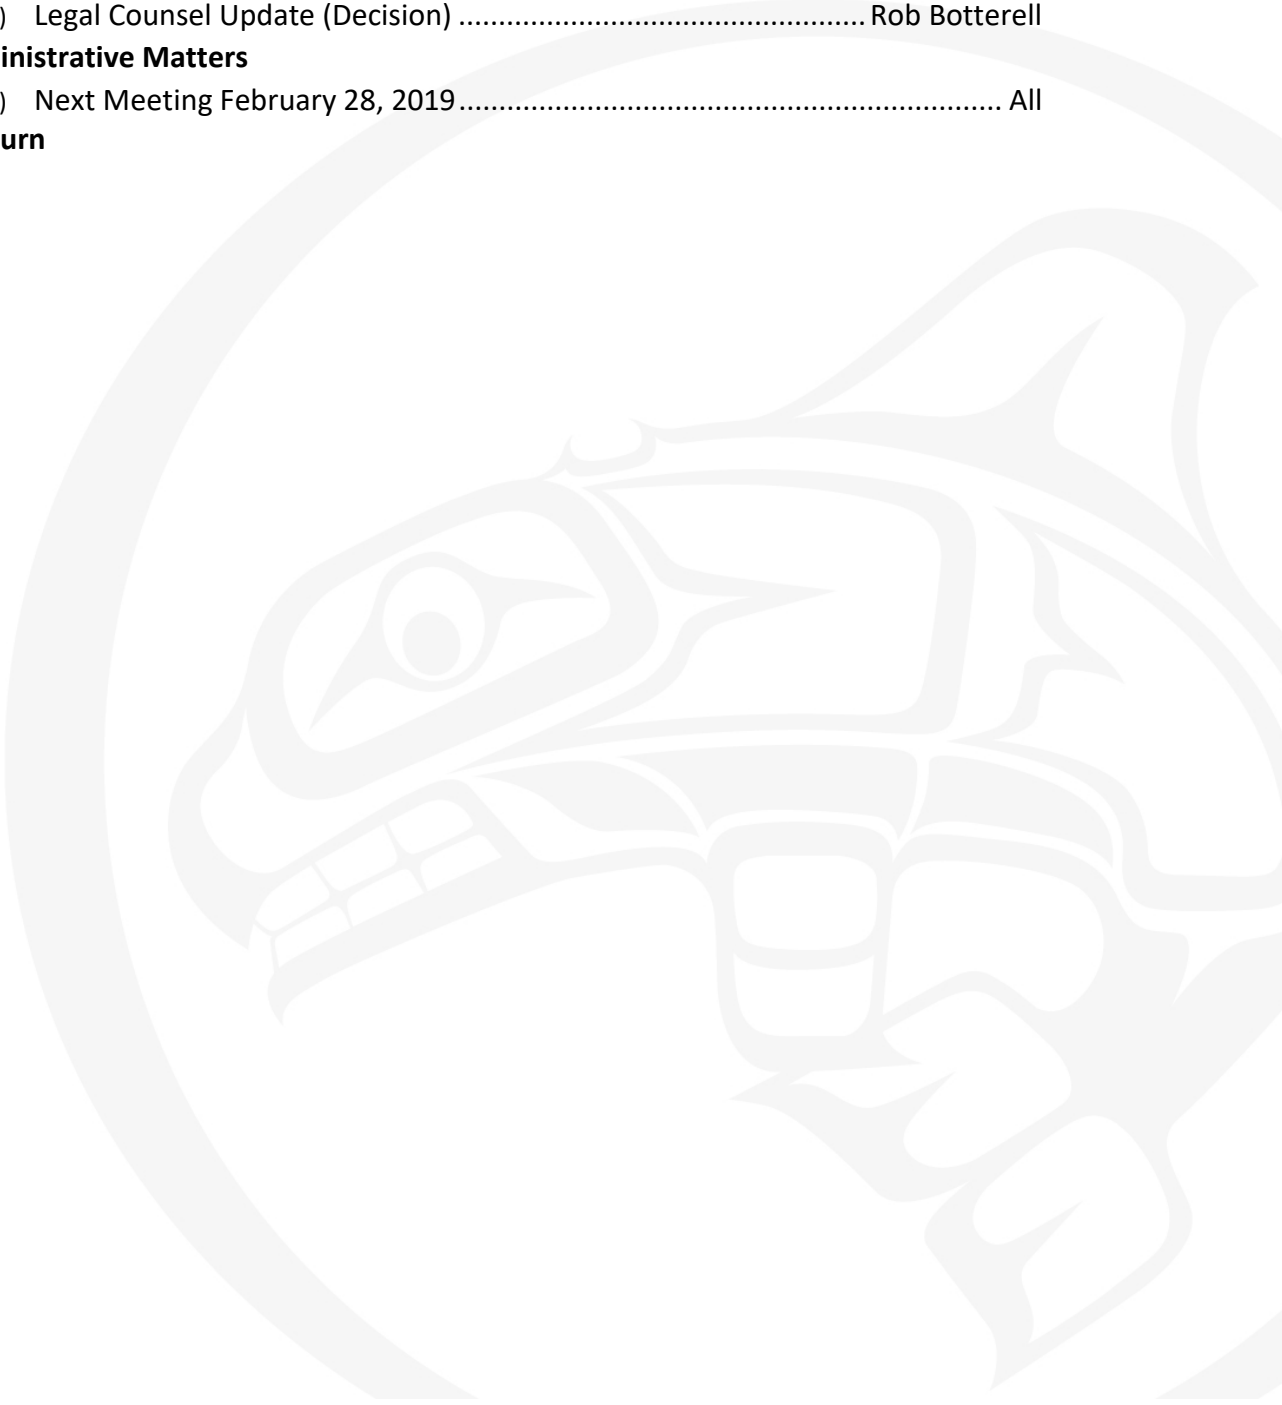 ) Legal Counsel Update (Decision) ............................................ Rob Botterell
inistrative Matters
) Next Meeting February 28, 2019 ................................................................. All
urn